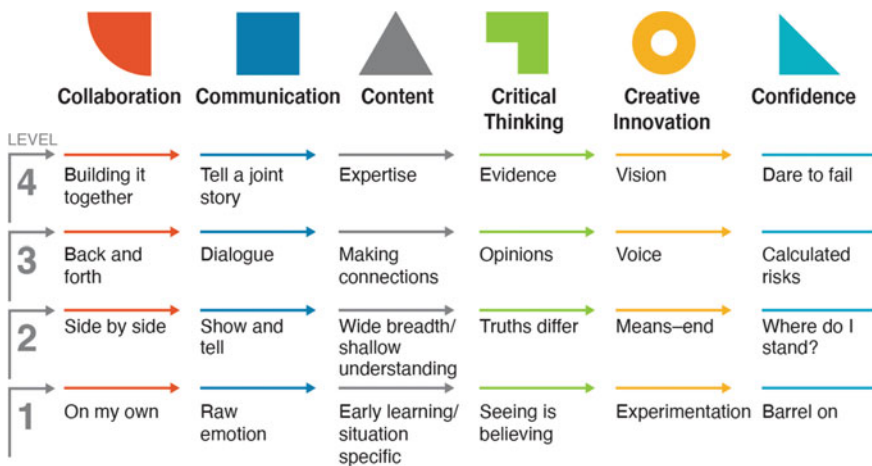 Collaboration Communication Content Critical Thinking Creative Innovation Confidence
LEVEL
4
Building it together
Tell a joint story
Expertise
Evidence
Vision
Dare to fail
3
Back and forth
Dialogue
Making connections
Opinions
Voice
Calculated risks
2
Side by side
Show and tell
Wide breadth/ shallow understanding
Truths differ
Means–end
Where do I stand?
1
On my own
Raw emotion
Early learning/ situation specific
Seeing is believing
Experimentation
Barrel on